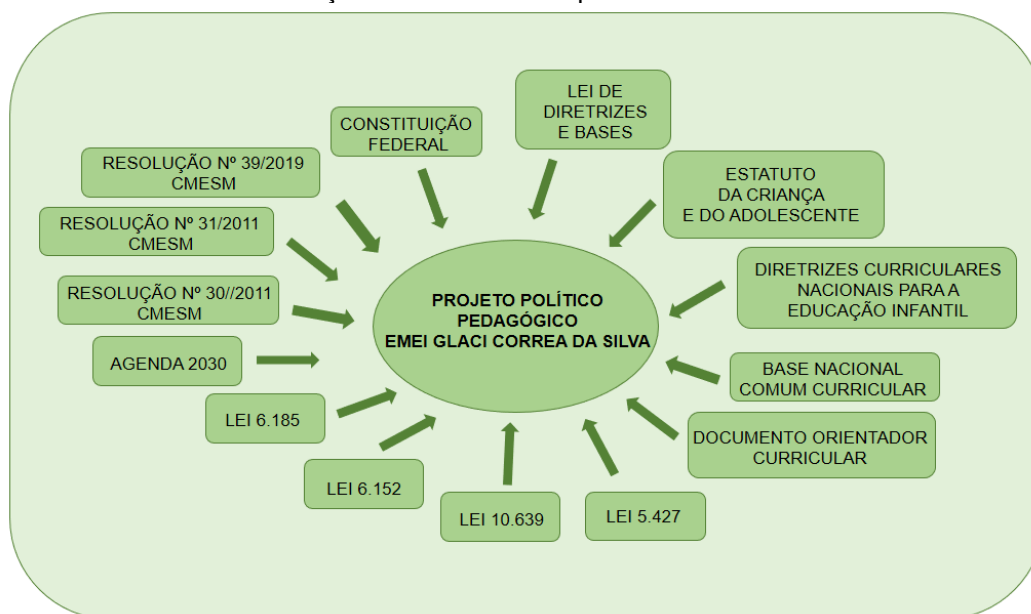 LEI DE
DIRETRIZES
E BASES
CONSTITUIÇÃO
FEDERAL
RESOLUÇÃO Nº 39/2019
CMESM
ESTATUTO
DA CRIANÇA
E DO ADOLESCENTE
RESOLUÇÃO Nº 31/2011
CMESM
DIRETRIZES CURRICULARES
NACIONAIS PARA A
EDUCAÇÃO INFANTIL
RESOLUÇÃO Nº 30//2011
CMESM
PROJETO POLÍTICO
PEDAGÓGICO
EMEI GLACI CORREA DA SILVA
AGENDA 2030
BASE NACIONAL
COMUM CURRICULAR
LEI 6.185
DOCUMENTO ORIENTADOR
CURRICULAR
LEI 6.152
LEI 10.639
LEI 5.427